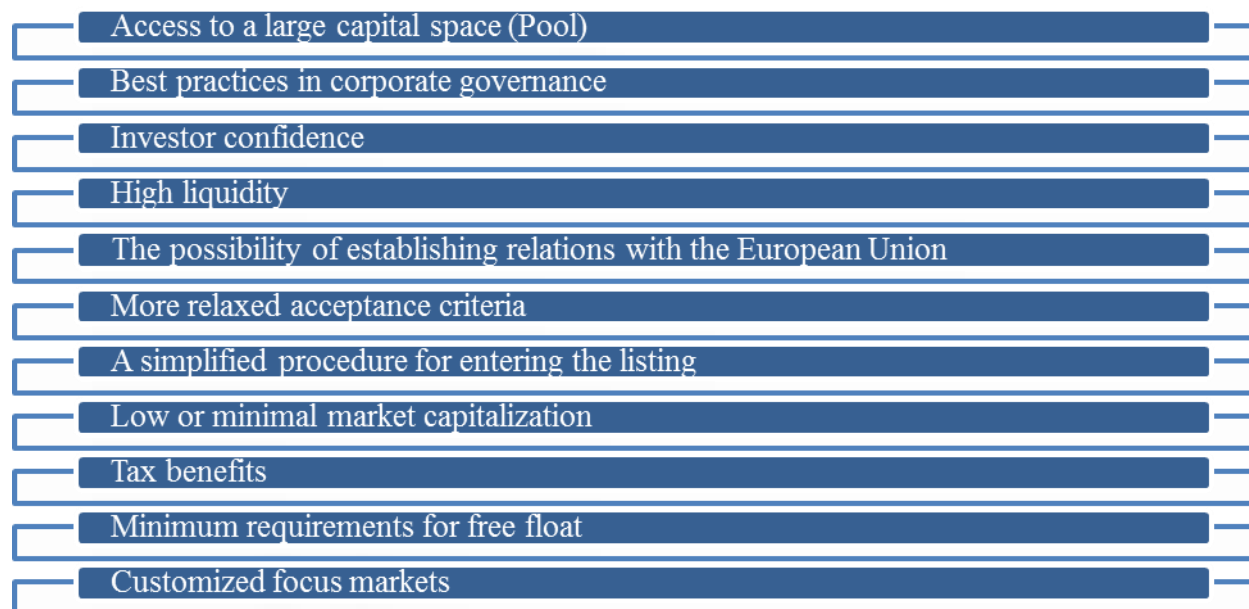 Access to a large capital space (Pool)
Best practices in corporate governance
Investor confidence
High liquidity
The possibility of establishing relations with the European Union
More relaxed acceptance criteria
A simplified procedure for entering the listing
Low or minimal market capitalization
Tax benefits
Minimum requirements for free float
Customized focus markets